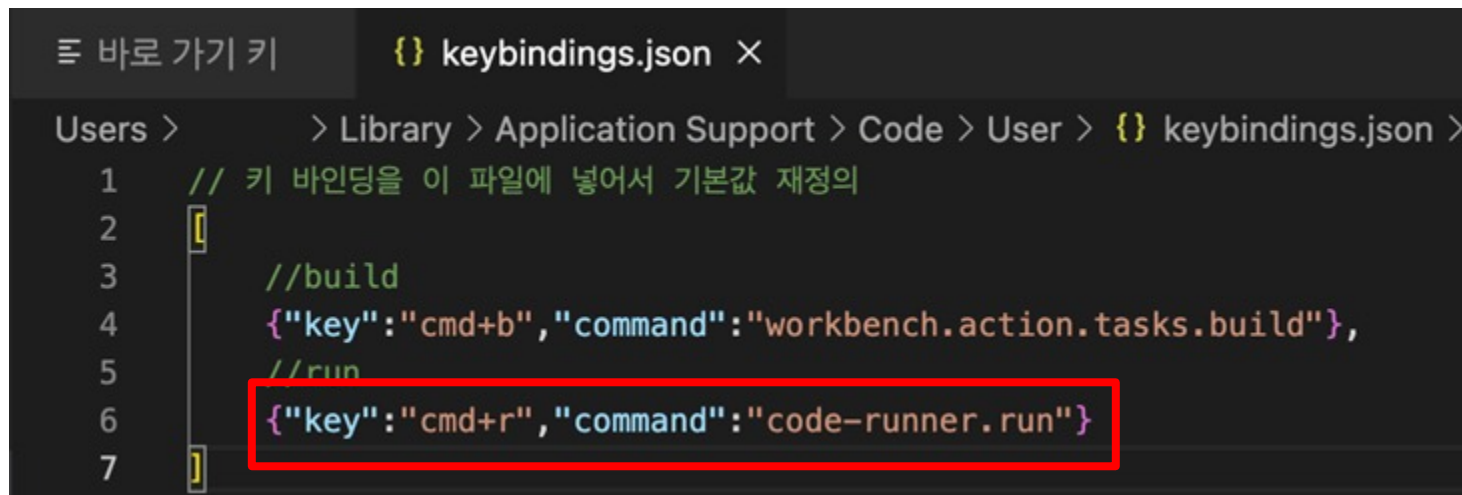 바로 가기 키 {} keybindings.json ×
Users > > Library > Application Support > Code > User > {} keybindings.json >
1 // 키 바인딩을 이 파일에 넣어서 기본값 재정의
2 [
3 //build
4 {"key":"cmd+b","command":"workbench.action.tasks.build"},
5 //run
6 {"key":"cmd+r","command":"code-runner.run"}
7 ]